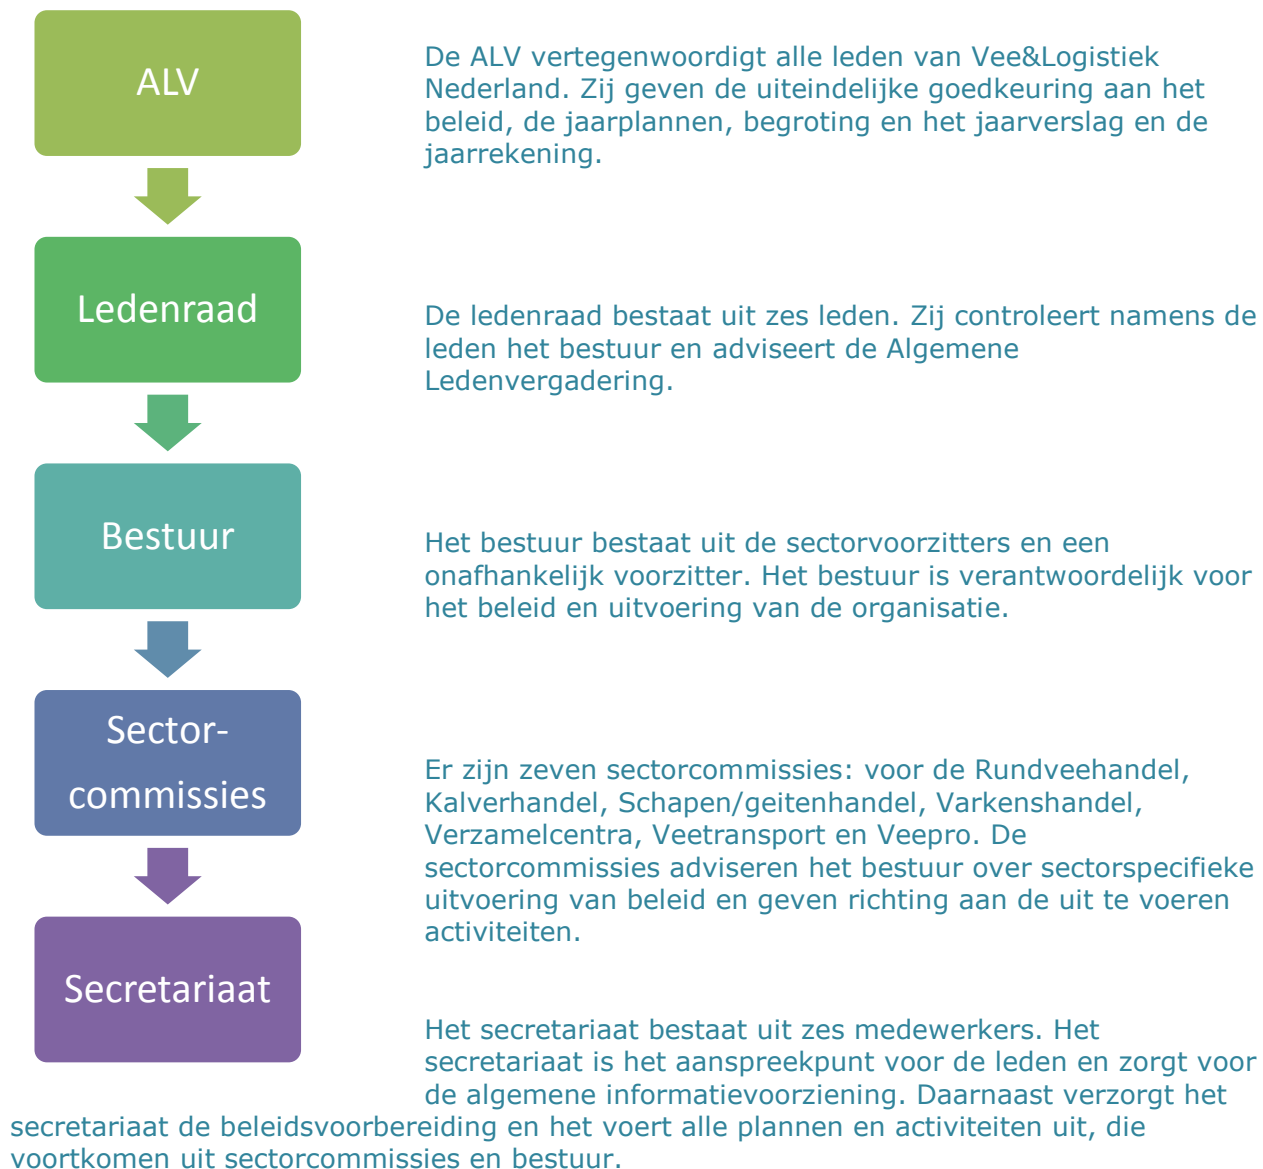 ALV
De ALV vertegenwoordigt alle leden van Vee&Logistiek
Nederland. Zij geven de uiteindelijke goedkeuring aan het
beleid, de jaarplannen, begroting en het jaarverslag en de
jaarrekening.
Ledenraad
De ledenraad bestaat uit zes leden. Zij controleert namens de
leden het bestuur en adviseert de Algemene
Ledenvergadering.
Bestuur
Het bestuur bestaat uit de sectorvoorzitters en een
onafhankelijk voorzitter. Het bestuur is verantwoordelijk voor
het beleid en uitvoering van de organisatie.
Sector-
commissies
Er zijn zeven sectorcommissies: voor de Rundveehandel,
Kalverhandel, Schapen/geitenhandel, Varkenshandel,
Verzamelcentra, Veetransport en Veepro. De
sectorcommissies adviseren het bestuur over sectorspecifieke
uitvoering van beleid en geven richting aan de uit te voeren
activiteiten.
Secretariaat
Het secretariaat bestaat uit zes medewerkers. Het
secretariaat is het aanspreekpunt voor de leden en zorgt voor
de algemene informatievoorziening. Daarnaast verzorgt het
secretariaat de beleidsvoorbereiding en het voert alle plannen en activiteiten uit, die
voortkomen uit sectorcommissies en bestuur.